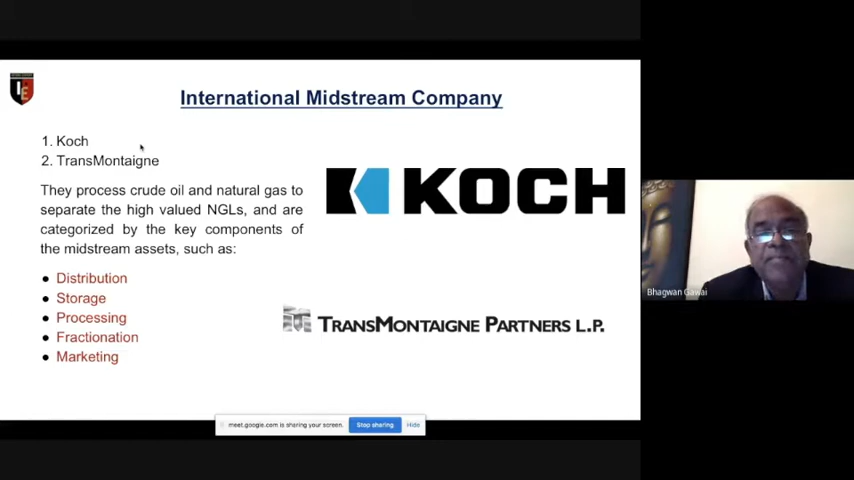 International Midstream Company
1. Koch
2. TransMontaigne
They process crude oil and natural gas to
separate the high valued NGLs, and are
categorized by the key components of
the midstream assets, such as:
● Distribution
● Storage
● Processing
● Fractionation
● Marketing
KOCH
TRANSMONTAIGNE PARTNERS L.P.
Bhagwan Gawai
meet.google.com is sharing your screen.
Stop sharing
Hide